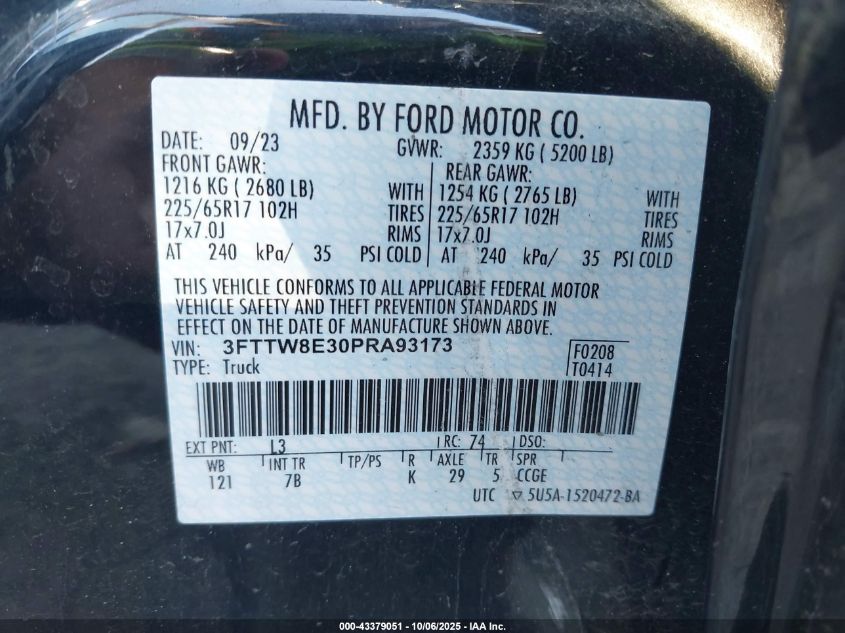 MFD. BY FORD MOTOR CO.
DATE: 09/23 GVWR: 2359 KG ( 5200 LB)
FRONT GAWR: REAR GAWR:
1216 KG ( 2680 LB) WITH 1254 KG ( 2765 LB) WITH
225/65R17 102H TIRES 225/65R17 102H TIRES
17x7.0J RIMS 17x7.0J RIMS
AT 240 kPa/ 35 PSI COLD AT 240 kPa/ 35 PSI COLD
THIS VEHICLE CONFORMS TO ALL APPLICABLE FEDERAL MOTOR
VEHICLE SAFETY AND THEFT PREVENTION STANDARDS IN
EFFECT ON THE DATE OF MANUFACTURE SHOWN ABOVE.
VIN: 3FTTW8E30PRA93173 F0208
TYPE: Truck T0414
EXT PNT: L3 RC: 74 DSO:
WB INT TR TP/PS R AXLE TR SPR
121 7B K 29 5 CCGE
UTC ▽ 5U5A-1520472-BA
000-43379051 - 10/06/2025 - IAA Inc.